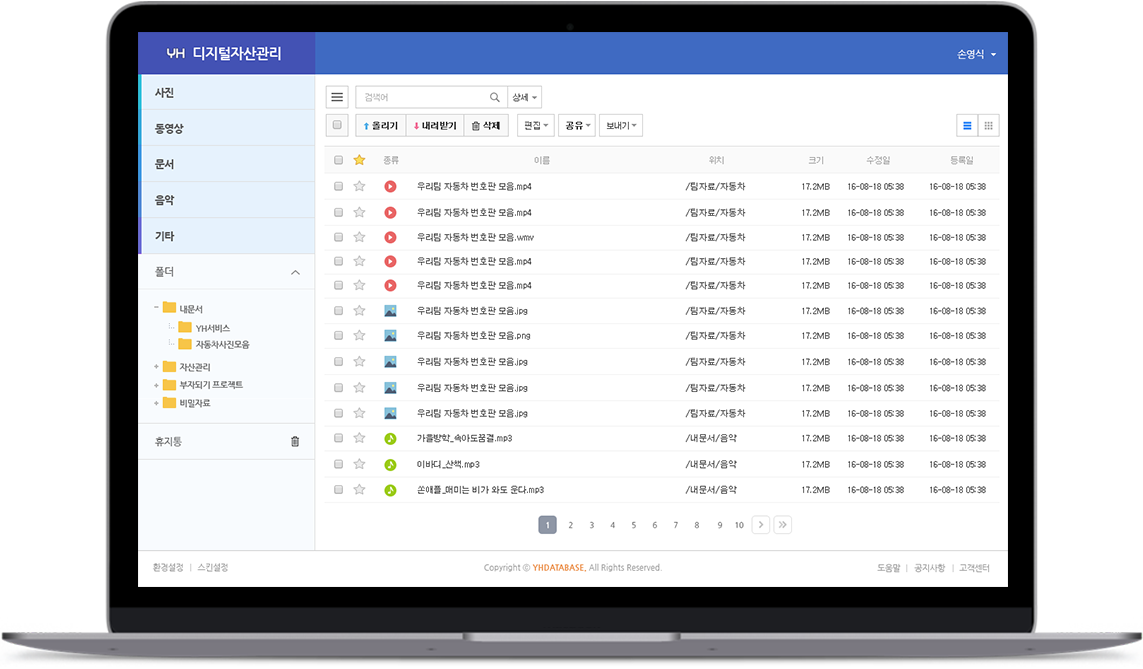 YH 디지털자산관리
손영식
사진
동영상
문서
음악
기타
폴더
내문서
YH서비스
자동차사진모음
자산관리
부자되기 프로젝트
비밀자료
휴지통
검색어 상세
올리기 내려받기 삭제 편집 공유 보내기
종류 이름 위치 크기 수정일 등록일
우리팀 자동차 번호판 모음.mp4 /팀자료/자동차 17.2MB 16-08-18 05:38 16-08-18 05:38
우리팀 자동차 번호판 모음.mp4 /팀자료/자동차 17.2MB 16-08-18 05:38 16-08-18 05:38
우리팀 자동차 번호판 모음.wmv /팀자료/자동차 17.2MB 16-08-18 05:38 16-08-18 05:38
우리팀 자동차 번호판 모음.mp4 /팀자료/자동차 17.2MB 16-08-18 05:38 16-08-18 05:38
우리팀 자동차 번호판 모음.mp4 /팀자료/자동차 17.2MB 16-08-18 05:38 16-08-18 05:38
우리팀 자동차 번호판 모음.jpg /팀자료/자동차 17.2MB 16-08-18 05:38 16-08-18 05:38
우리팀 자동차 번호판 모음.png /팀자료/자동차 17.2MB 16-08-18 05:38 16-08-18 05:38
우리팀 자동차 번호판 모음.jpg /팀자료/자동차 17.2MB 16-08-18 05:38 16-08-18 05:38
우리팀 자동차 번호판 모음.jpg /팀자료/자동차 17.2MB 16-08-18 05:38 16-08-18 05:38
우리팀 자동차 번호판 모음.jpg /팀자료/자동차 17.2MB 16-08-18 05:38 16-08-18 05:38
가을방학_속아도꿈결.mp3 /내문서/음악 17.2MB 16-08-18 05:38 16-08-18 05:38
이바디_산책.mp3 /내문서/음악 17.2MB 16-08-18 05:38 16-08-18 05:38
쏜애플_매미는 비가 와도 운다.mp3 /내문서/음악 17.2MB 16-08-18 05:38 16-08-18 05:38
1 2 3 4 5 6 7 8 9 10
환경설정 | 스킨설정
Copyright ⓒ YHDATABASE. All Rights Reserved.
도움말 | 공지사항 | 고객센터